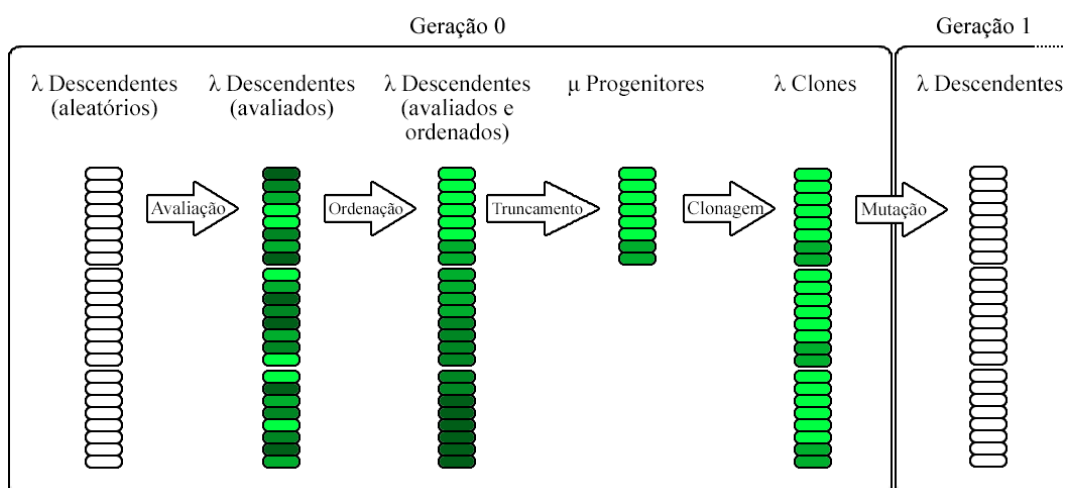 Geração 0
Geração 1
λ Descendentes
(aleatórios)
λ Descendentes
(avaliados)
λ Descendentes
(avaliados e
ordenados)
μ Progenitores
λ Clones
λ Descendentes
Avaliação
Ordenação
Truncamento
Clonagem
Mutação